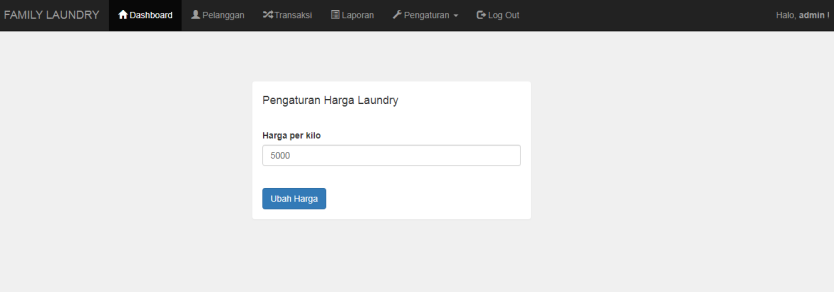 FAMILY LAUNDRY Dashboard Pelanggan Transaksi Laporan Pengaturan Log Out Halo, admin !
Pengaturan Harga Laundry
Harga per kilo
5000
Ubah Harga